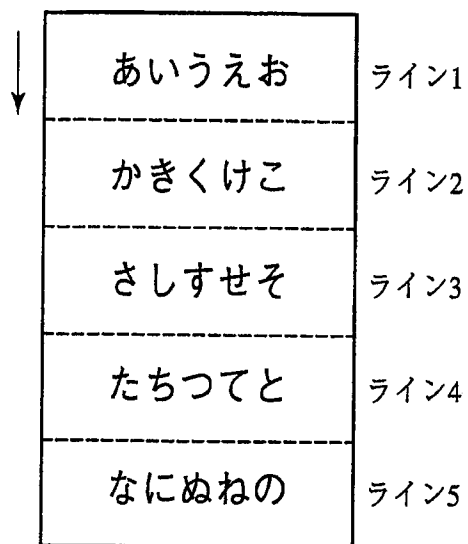 あいうえお ライン1
かきくけこ ライン2
さしすせそ ライン3
たちつてと ライン4
なにぬねの ライン5